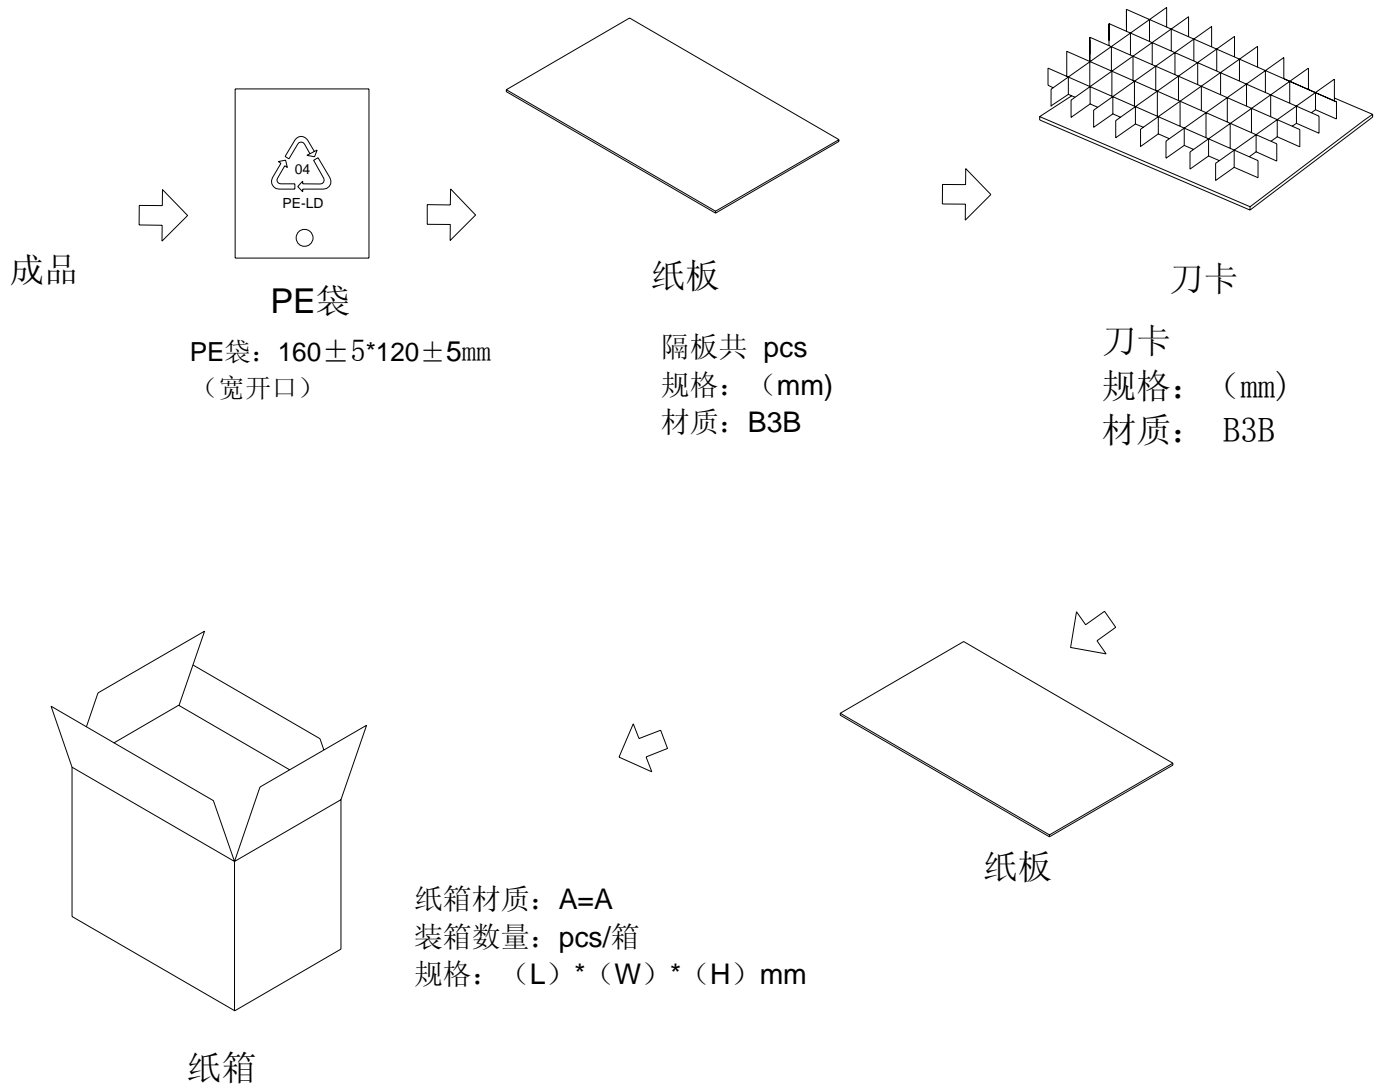 04
PE-LD
成品
PE袋
纸板
刀卡
PE袋：160±5*120±5mm
（宽开口）
隔板共 pcs
规格：（mm)
材质：B3B
刀卡
规格：（mm)
材质： B3B
纸板
纸箱材质：A=A
装箱数量：pcs/箱
规格：（L）*（W）*（H）mm
纸箱